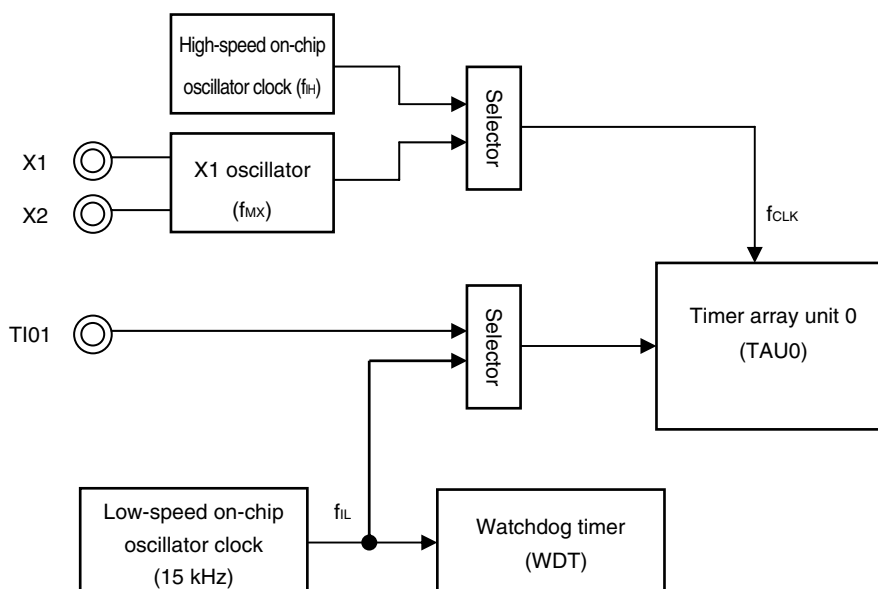 High-speed on-chip
oscillator clock (fIH)
Selector
X1
X1 oscillator
(fMX)
X2
fCLK
TI01
Selector
Timer array unit 0
(TAU0)
Low-speed on-chip
oscillator clock
(15 kHz)
fIL
Watchdog timer
(WDT)